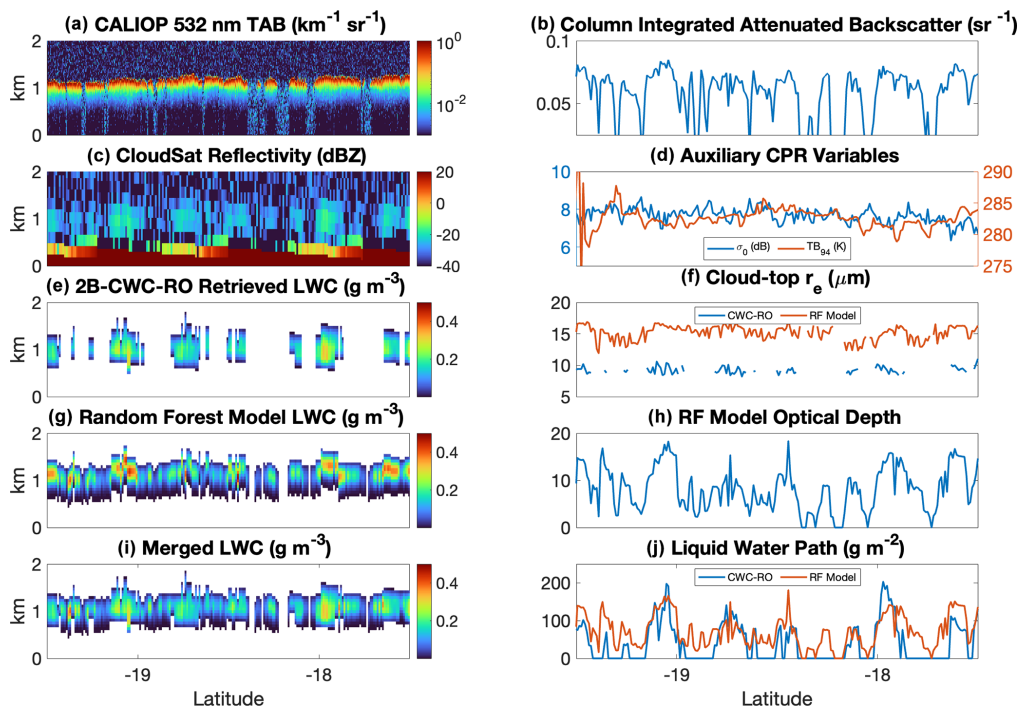 (a) CALIOP 532 nm TAB (km⁻¹ sr⁻¹)
2
1
0
km
10⁰
10⁻²
(b) Column Integrated Attenuated Backscatter (sr ⁻¹)
0.1
0.05
(c) CloudSat Reflectivity (dBZ)
2
1
0
km
20
0
-20
-40
(d) Auxiliary CPR Variables
10
8
6
290
285
280
275
σ₀ (dB)
TB₉₄ (K)
(e) 2B-CWC-RO Retrieved LWC (g m⁻³)
2
1
0
km
0.4
0.2
(f) Cloud-top rₑ (μm)
20
15
10
5
CWC-RO
RF Model
(g) Random Forest Model LWC (g m⁻³)
2
1
0
km
0.4
0.2
(h) RF Model Optical Depth
20
10
0
(i) Merged LWC (g m⁻³)
2
1
0
km
0.4
0.2
-19
-18
Latitude
(j) Liquid Water Path (g m⁻²)
200
100
0
CWC-RO
RF Model
-19
-18
Latitude